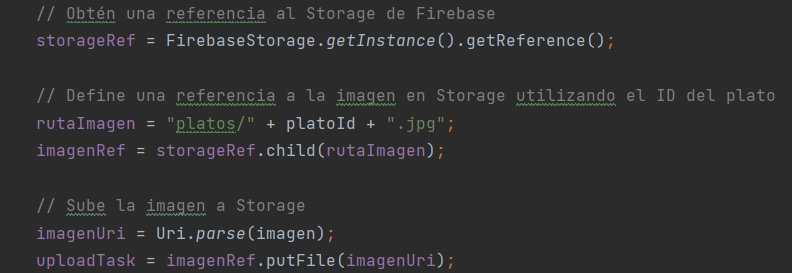 // Obtén una referencia al Storage de Firebase
storageRef = FirebaseStorage.getInstance().getReference();
// Define una referencia a la imagen en Storage utilizando el ID del plato
rutaImagen = "platos/" + platoId + ".jpg";
imagenRef = storageRef.child(rutaImagen);
// Sube la imagen a Storage
imagenUri = Uri.parse(imagen);
uploadTask = imagenRef.putFile(imagenUri);